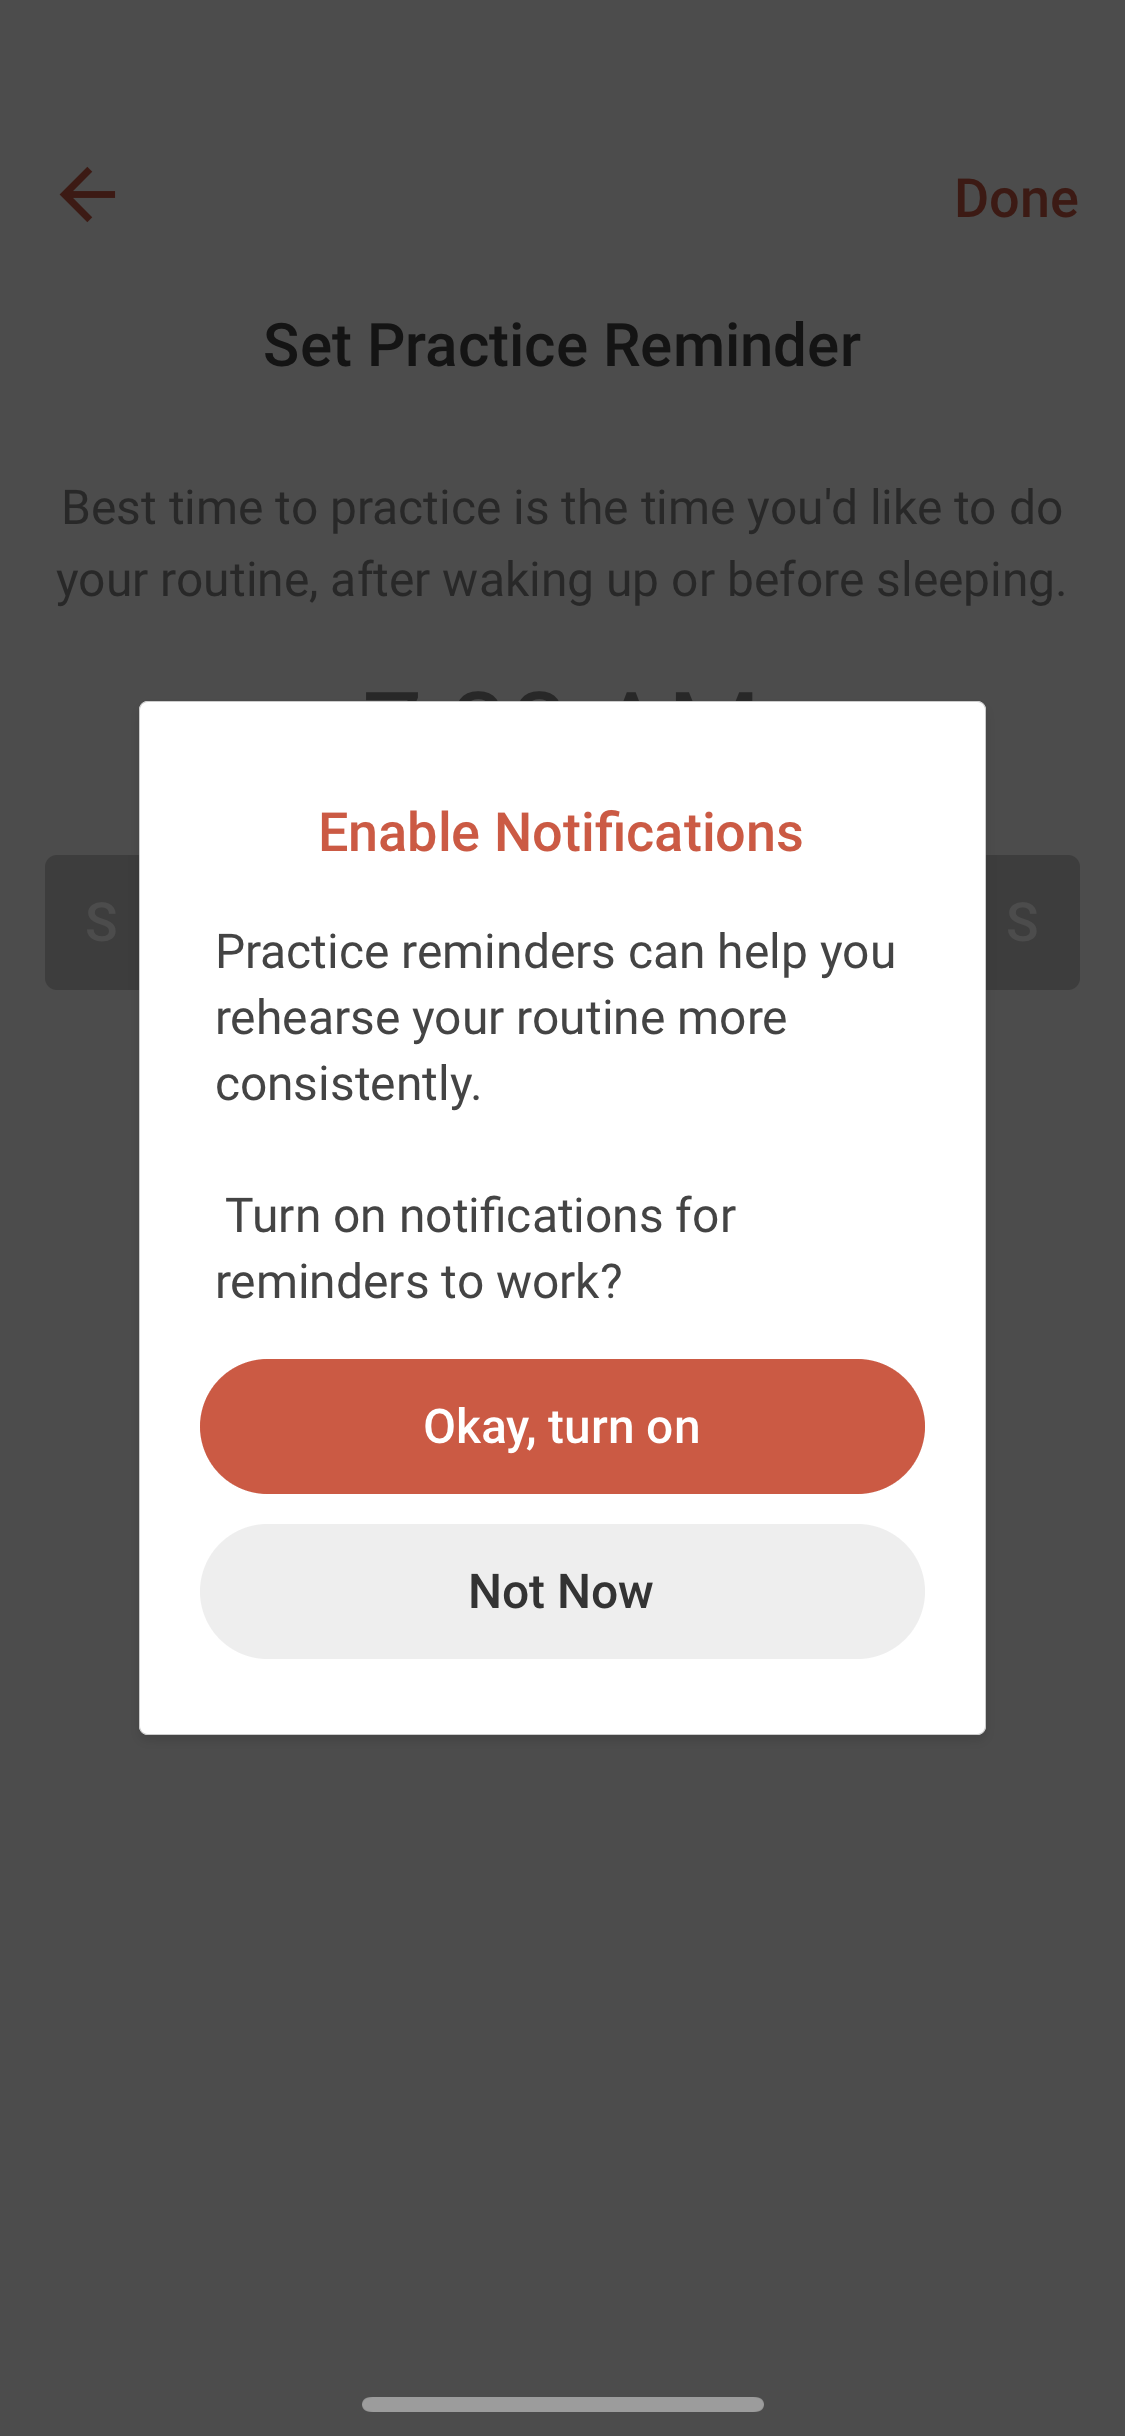 Done
Set Practice Reminder
Best time to practice is the time you'd like to do
your routine, after waking up or before sleeping.
S
S
Enable Notifications
Practice reminders can help you
rehearse your routine more
consistently.
Turn on notifications for
reminders to work?
Okay, turn on
Not Now